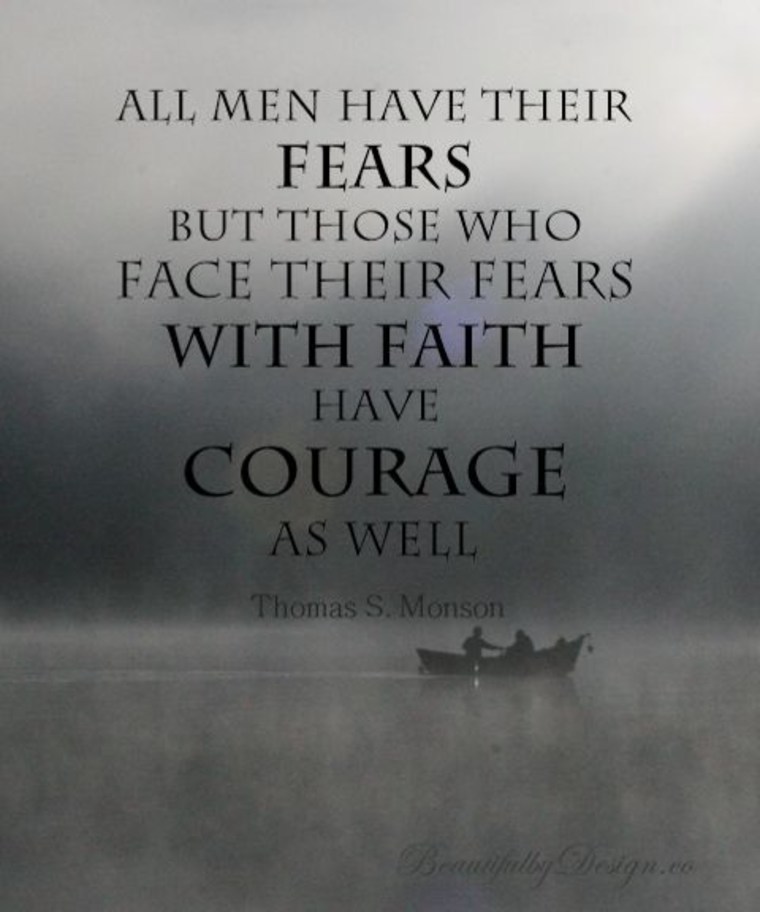 ALL MEN HAVE THEIR
FEARS
BUT THOSE WHO
FACE THEIR FEARS
WITH FAITH
HAVE
COURAGE
AS WELL
Thomas S. Monson
BeautifulbyDesign.co